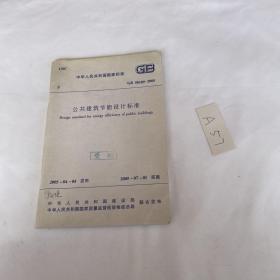 UDC
中华人民共和国国家标准
GB
P
GB 50189-2005
公共建筑节能设计标准
Design standard for energy efficiency of public buildings
2005-04-04 发布
2005-07-01 实施
中华人民共和国建设部
中华人民共和国国家质量监督检验检疫总局
联合发布
A57